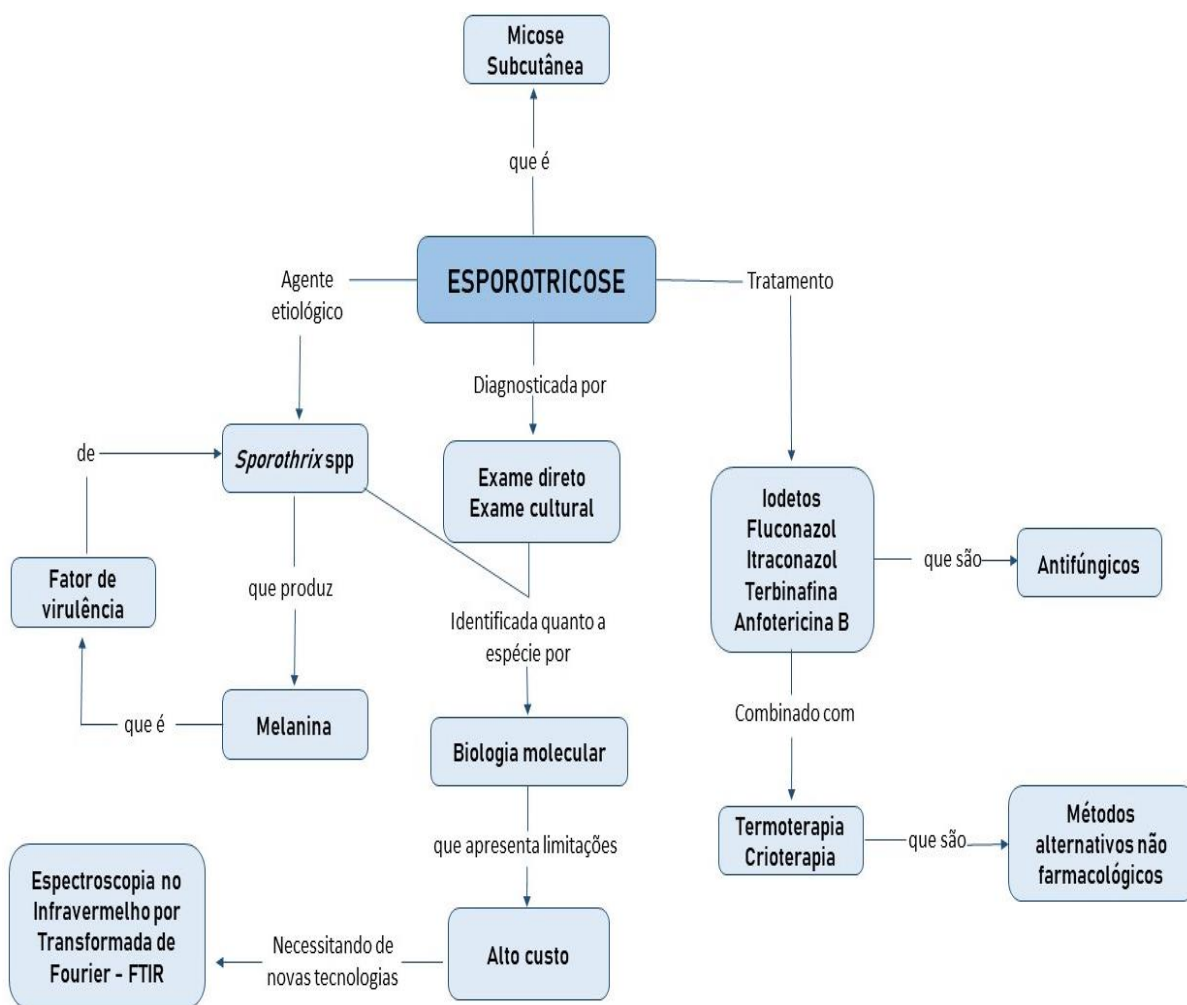 Micose
Subcutânea
que é
ESPOROTRICOSE
Agente
etiológico
Tratamento
Diagnosticada por
de
Sporothrix spp
Exame direto
Exame cultural
Iodetos
Fluconazol
Itraconazol
Terbinafina
Anfotericina B
que são
Antifúngicos
Fator de
virulência
que produz
Identificada quanto a
espécie por
que é
Melanina
Biologia molecular
Combinado com
Termoterapia
Crioterapia
que são
Métodos
alternativos não
farmacológicos
que apresenta limitações
Espectroscopia no
Infravermelho por
Transformada de
Fourier - FTIR
Necessitando de
novas tecnologias
Alto custo